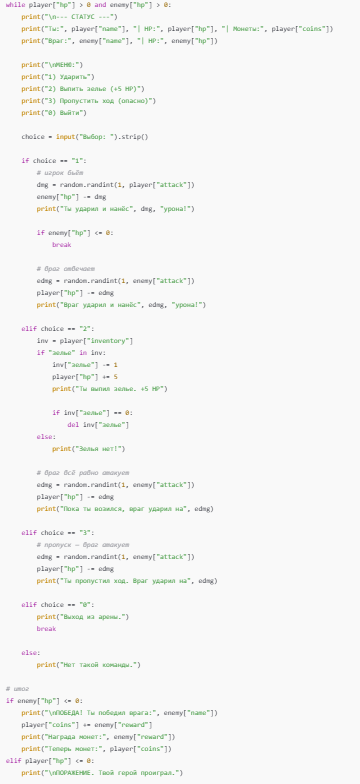 while player["hp"] > 0 and enemy["hp"] > 0:
    print("\n--- СТАТУС ---")
    print("Ты:", player["name"], "| HP:", player["hp"], "| Монеты:", player["coins"])
    print("Враг:", enemy["name"], "| HP:", enemy["hp"])

    print("\nМЕНЮ:")
    print("1) Ударить")
    print("2) Выпить зелье (+5 HP)")
    print("3) Пропустить ход (опасно)")
    print("0) Выйти")

    choice = input("Выбор: ").strip()

    if choice == "1":
        # игрок бьёт
        dmg = random.randint(1, player["attack"])
        enemy["hp"] -= dmg
        print("Ты ударил и нанёс", dmg, "урона!")

        if enemy["hp"] <= 0:
            break

        # враг отвечает
        edmg = random.randint(1, enemy["attack"])
        player["hp"] -= edmg
        print("Враг ударил и нанёс", edmg, "урона!")

    elif choice == "2":
        inv = player["inventory"]
        if "зелье" in inv:
            inv["зелье"] -= 1
            player["hp"] += 5
            print("Ты выпил зелье. +5 HP")

            if inv["зелье"] == 0:
                del inv["зелье"]
        else:
            print("Зелья нет!")

        # враг всё равно атакует
        edmg = random.randint(1, enemy["attack"])
        player["hp"] -= edmg
        print("Пока ты возился, враг ударил на", edmg)

    elif choice == "3":
        # пропуск — враг атакует
        edmg = random.randint(1, enemy["attack"])
        player["hp"] -= edmg
        print("Ты пропустил ход. Враг ударил на", edmg)

    elif choice == "0":
        print("Выход из арены.")
        break

    else:
        print("Нет такой команды.")

# итог
if enemy["hp"] <= 0:
    print("\nПОБЕДА! Ты победил врага:", enemy["name"])
    player["coins"] += enemy["reward"]
    print("Награда монет:", enemy["reward"])
    print("Теперь монет:", player["coins"])
elif player["hp"] <= 0:
    print("\nПОРАЖЕНИЕ. Твой герой проиграл.")